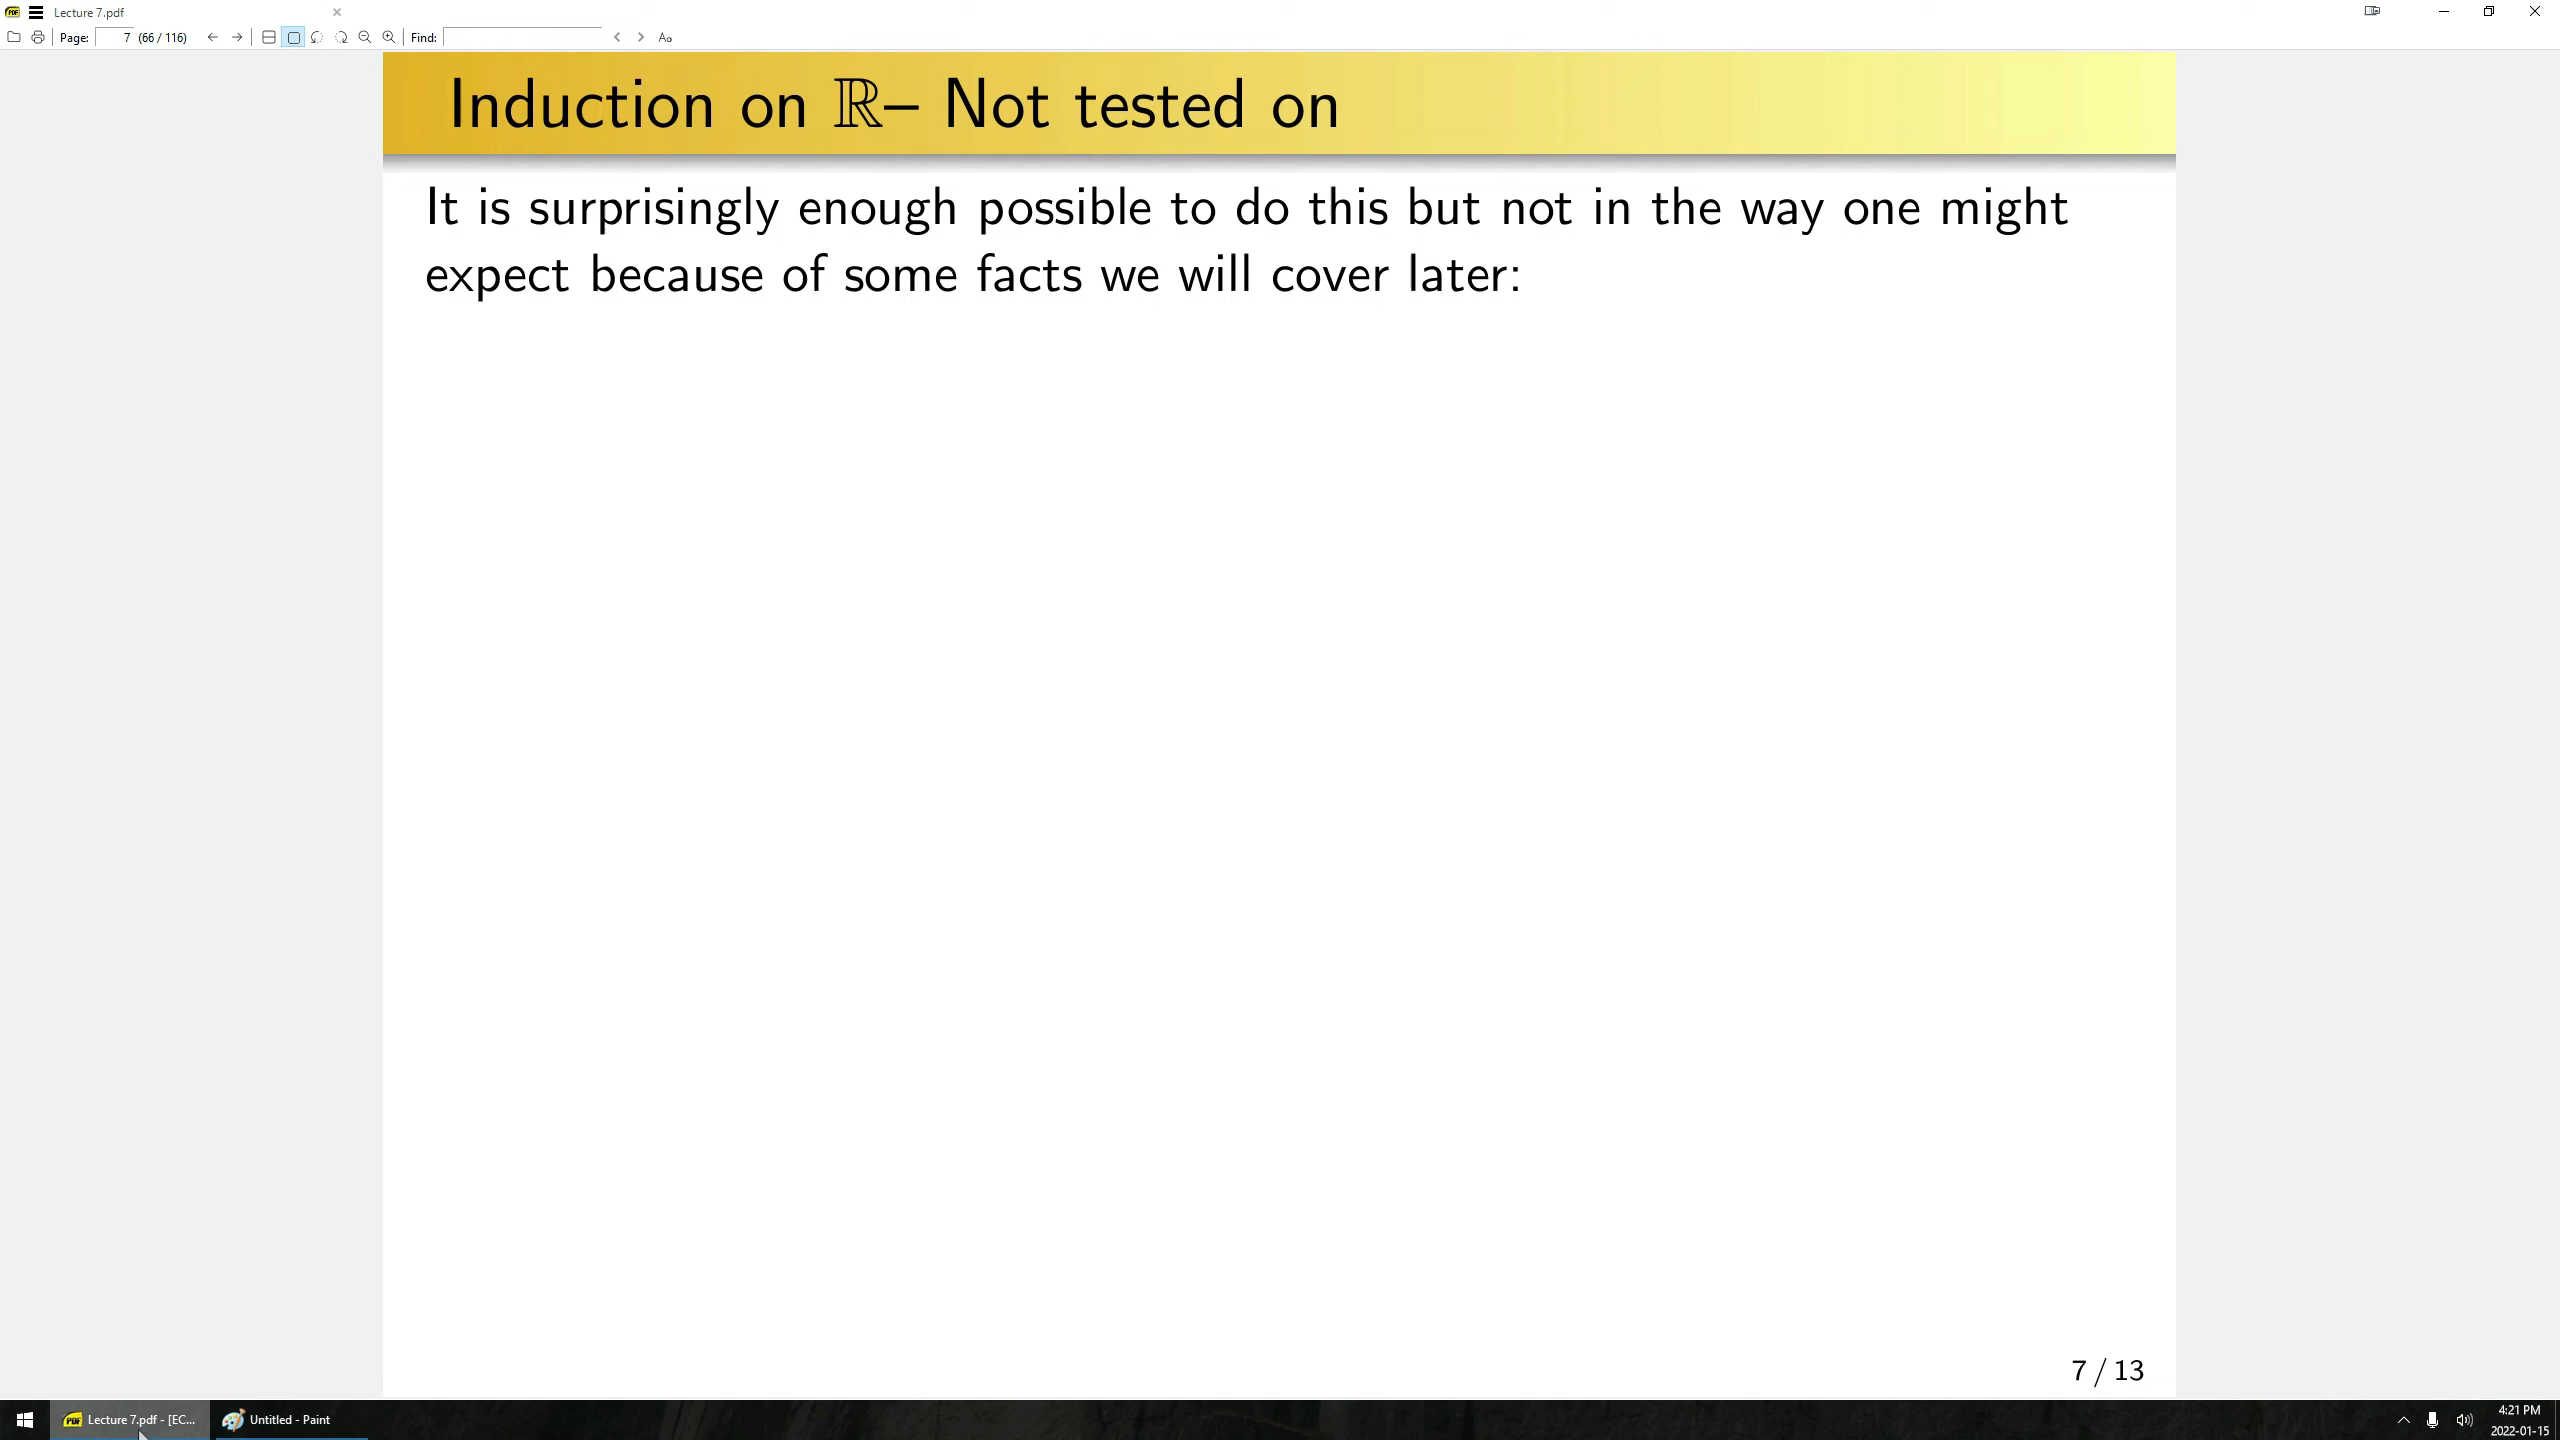 Lecture 7.pdf
Page: 7 (66 / 116) Find: Aa
Induction on ℝ– Not tested on
It is surprisingly enough possible to do this but not in the way one might
expect because of some facts we will cover later:
7 / 13
Lecture 7.pdf - [EC... Untitled - Paint
4:21 PM
2022-01-15